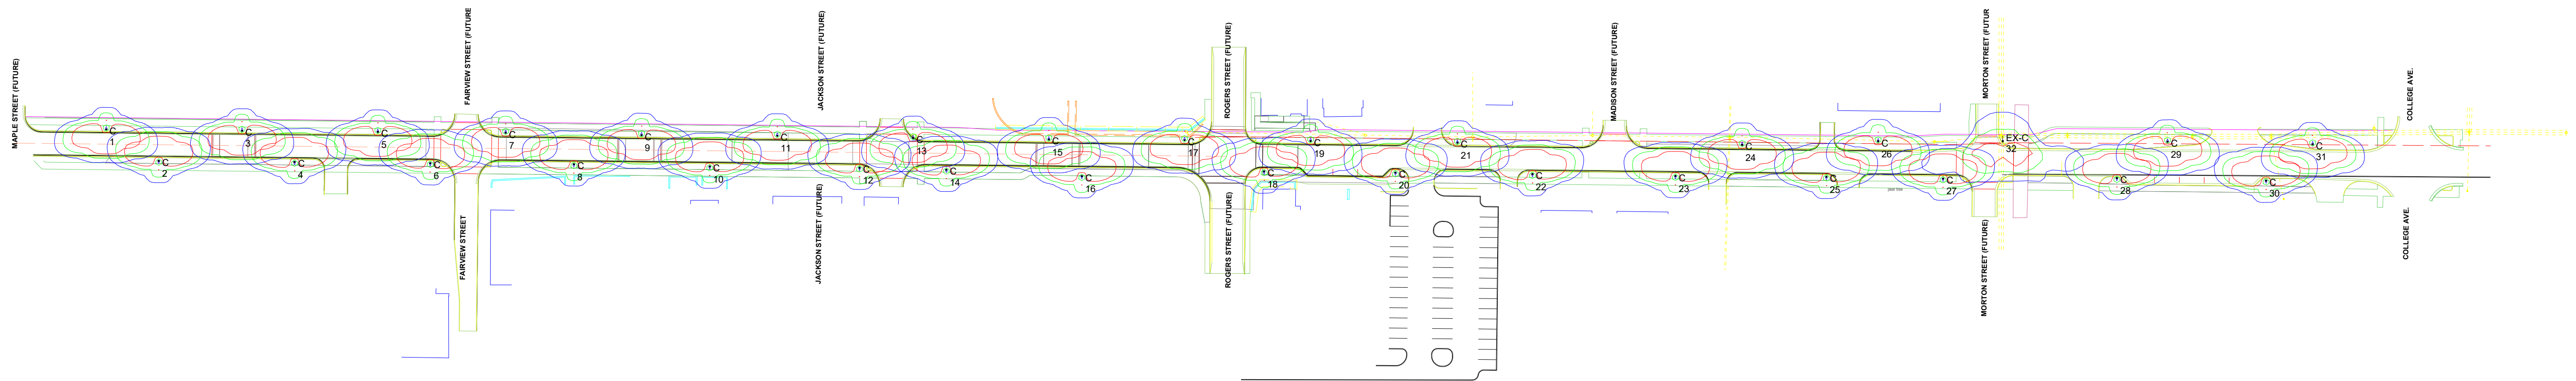 MAPLE STREET (FUTURE)
FAIRVIEW STREET (FUTURE
JACKSON STREET (FUTURE)
ROGERS STREET (FUTURE)
MADISON STREET (FUTURE)
MORTON STREET (FUTUR
COLLEGE AVE.
C
1
C
2
C
3
C
4
C
5
C
6
C
7
C
8
C
9
C
10
C
11
C
12
C
13
C
14
C
15
C
16
C
17
C
18
C
19
C
20
C
21
C
22
C
23
C
24
C
25
C
26
C
27
EX-C
32
C
28
C
29
C
30
C
31
FAIRVIEW STREET
JACKSON STREET (FUTURE)
ROGERS STREET (FUTURE)
MORTON STREET (FUTURE)
COLLEGE AVE.